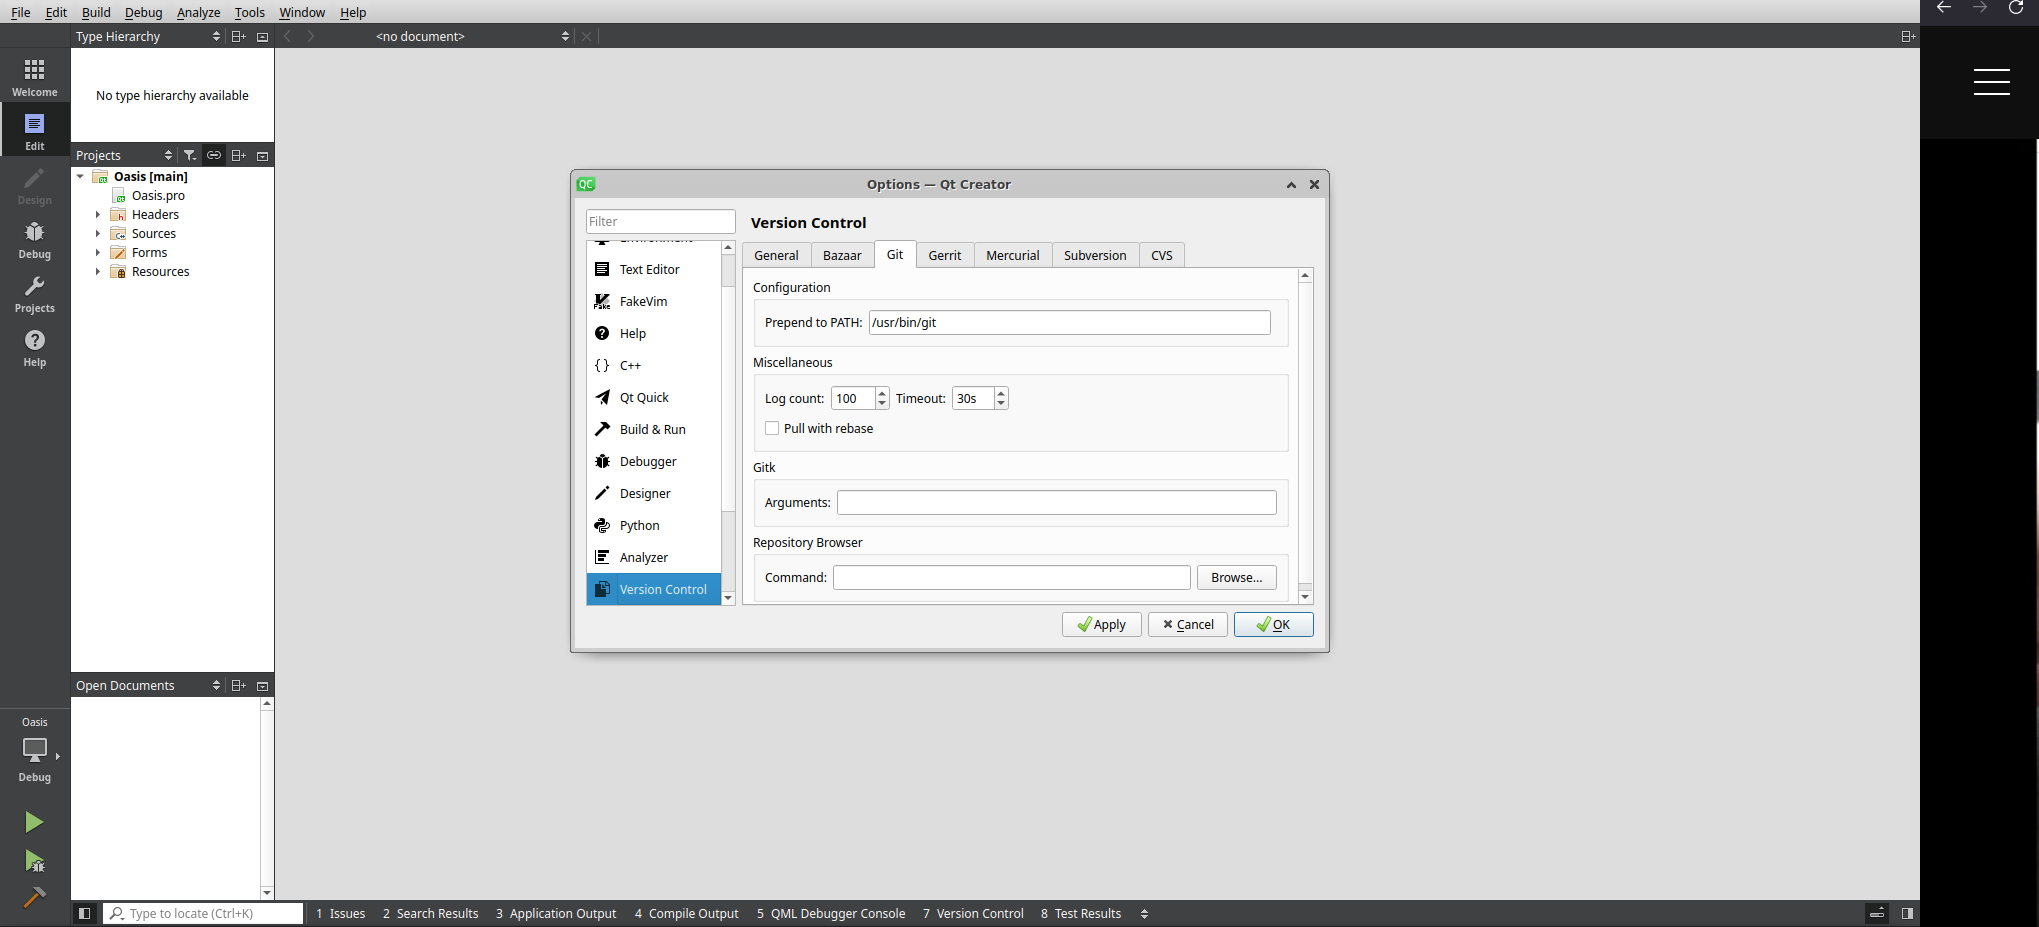 File Edit Build Debug Analyze Tools Window Help
Type Hierarchy
<no document>
Welcome
No type hierarchy available
Edit
Projects
Oasis [main]
Oasis.pro
Headers
Sources
Forms
Resources
Design
Debug
Projects
Help
QC
Options — Qt Creator
Filter
Environment
Text Editor
FakeVim
Help
C++
Qt Quick
Build & Run
Debugger
Designer
Python
Analyzer
Version Control
Version Control
General Bazaar Git Gerrit Mercurial Subversion CVS
Configuration
Prepend to PATH: /usr/bin/git
Miscellaneous
Log count: 100 Timeout: 30s
Pull with rebase
Gitk
Arguments:
Repository Browser
Command: Browse...
Apply Cancel OK
Open Documents
Oasis
Debug
Type to locate (Ctrl+K)
1 Issues 2 Search Results 3 Application Output 4 Compile Output 5 QML Debugger Console 7 Version Control 8 Test Results